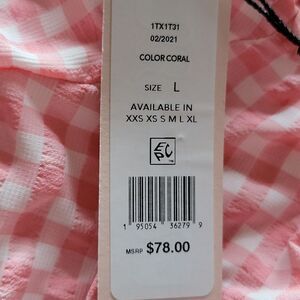 1TX1T31
02/2021
COLOR CORAL
SIZE L
AVAILABLE IN
XXS XS S M L XL
1 95054 36279 9
MSRP $78.00